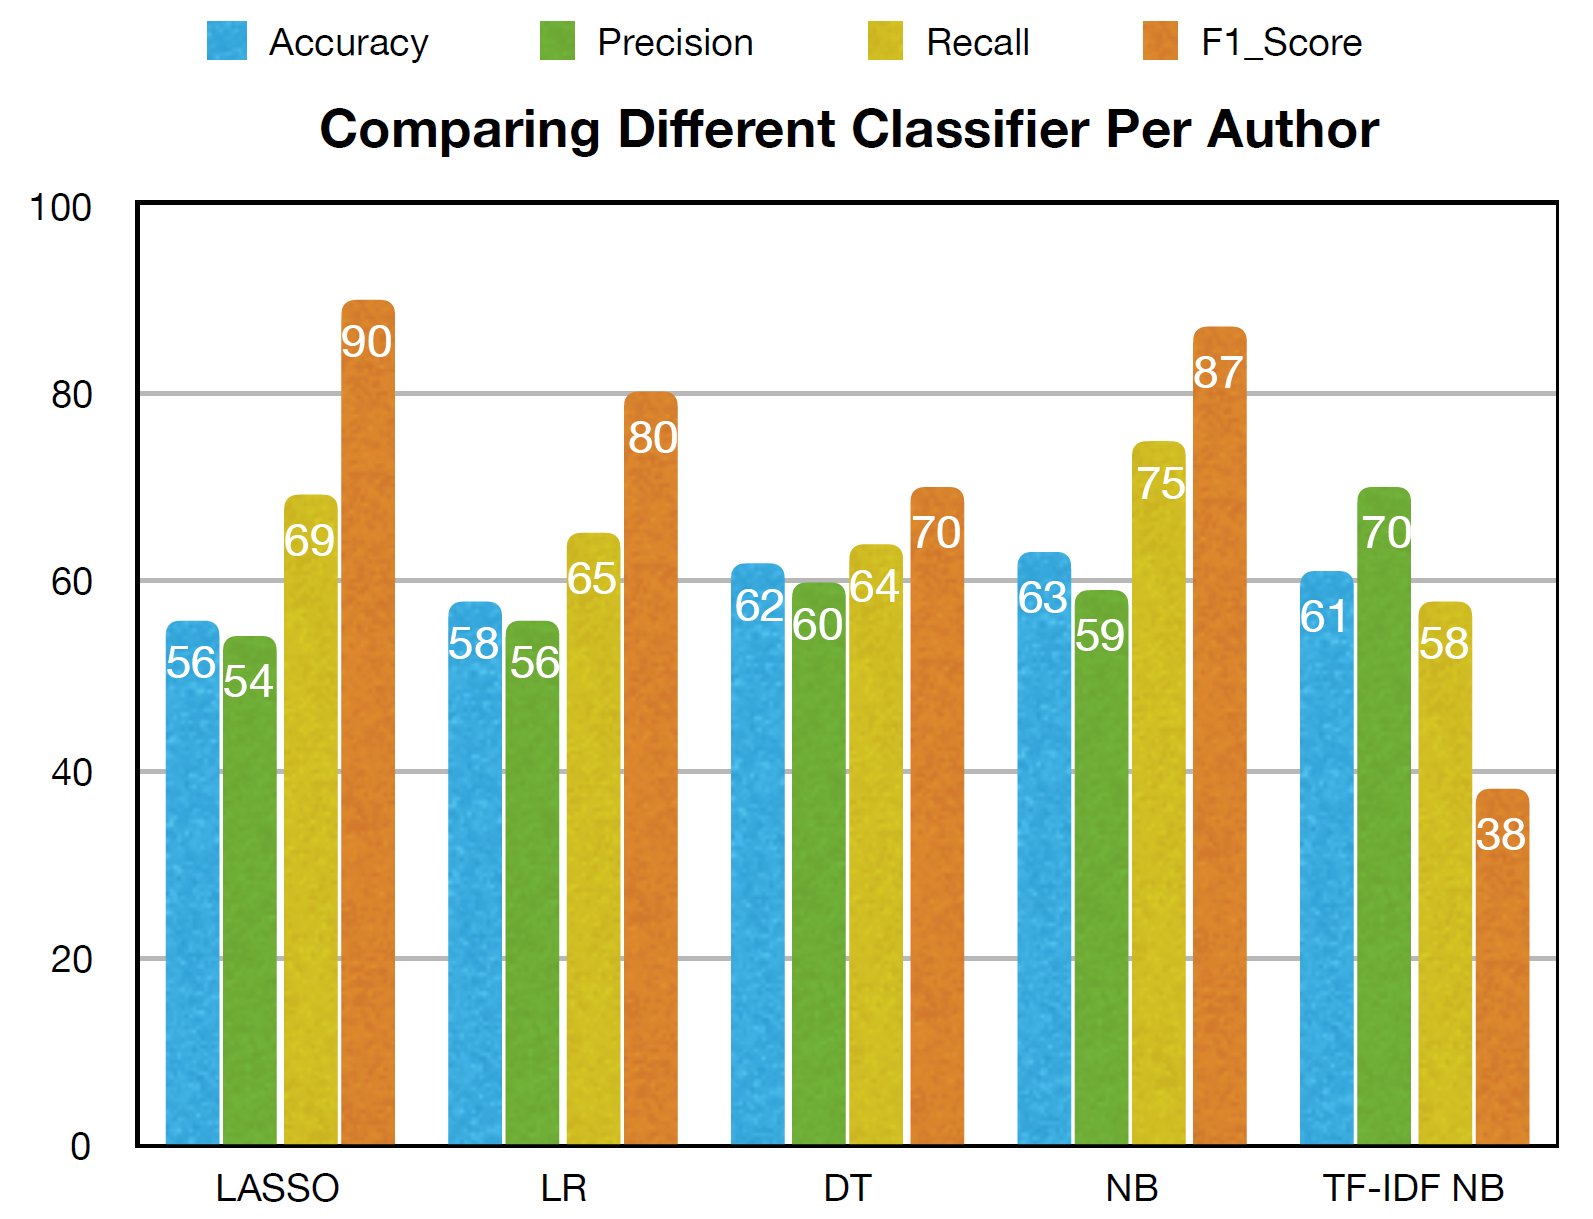 Accuracy Precision Recall F1_Score
Comparing Different Classifier Per Author
100
80
60
40
20
0
56 54 69 90
58 56 65 80
62 60 64 70
63 59 75 87
61 70 58 38
LASSO LR DT NB TF-IDF NB